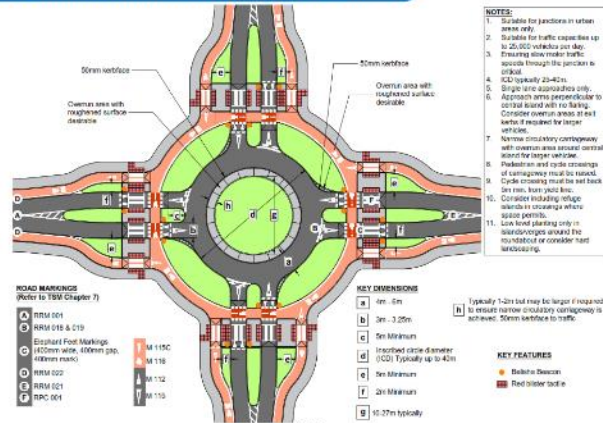 NOTES:
1. Suitable for junctions in urban
areas only.
2. Suitable for traffic capacities up
to 25,000 vehicles per day.
3. Ensuring slow motor traffic
speeds through the junction is
critical.
4. ICD typically 25-40m.
5. Single lane approaches only.
6. Approach arms perpendicular to
central island with no flaring.
Consider overrun areas at exit
kerbs if required for larger
vehicles.
7. Narrow circulatory carriageway
with overrun area around central
island for larger vehicles.
8. Pedestrian and cycle crossings
of carriageway must be raised.
9. Cycle crossing must be set back
5m min. from yield line.
10. Consider including refuge
islands in crossings where
space permits.
11. Low level planting only in
islands/verges around the
roundabout or consider hard
landscaping.
50mm kerbface
Overrun area with
roughened surface
desirable
50mm kerbface
Overrun area with
roughened surface
desirable
e
f
f
c
b
h
d
g
a
e
F
C
f
D
A
D
E
e
f
e
ROAD MARKINGS
(Refer to TSM Chapter 7)
A RRM 001
B RRM 018 & 019
C Elephant Feet Markings
(400mm wide, 400mm gap,
400mm mark)
D RRM 022
E RRM 021
F RPC 001
M 115C
M 116
M 112
M 115
KEY DIMENSIONS
a 4m - 5m
b 3m - 3.25m
c 5m Minimum
d Inscribed circle diameter
(ICD) Typically up to 40m
e 5m Minimum
f 2m Minimum
g 16-27m typically
h Typically 1-2m but may be larger if required
to ensure narrow circulatory carriageway is
achieved. 50mm kerbface to traffic
KEY FEATURES
Belisha Beacon
Red blister tactile